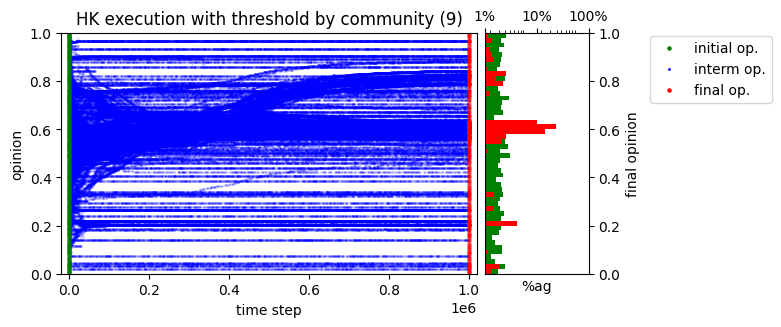 HK execution with threshold by community (9)
1% 10% 100%
initial op.
interm op.
final op.
opinion
1.0
0.8
0.6
0.4
0.2
0.0
0.0 0.2 0.4 0.6 0.8 1.0
time step
1e6
%ag
1.0
0.8
0.6
0.4
0.2
0.0
final opinion